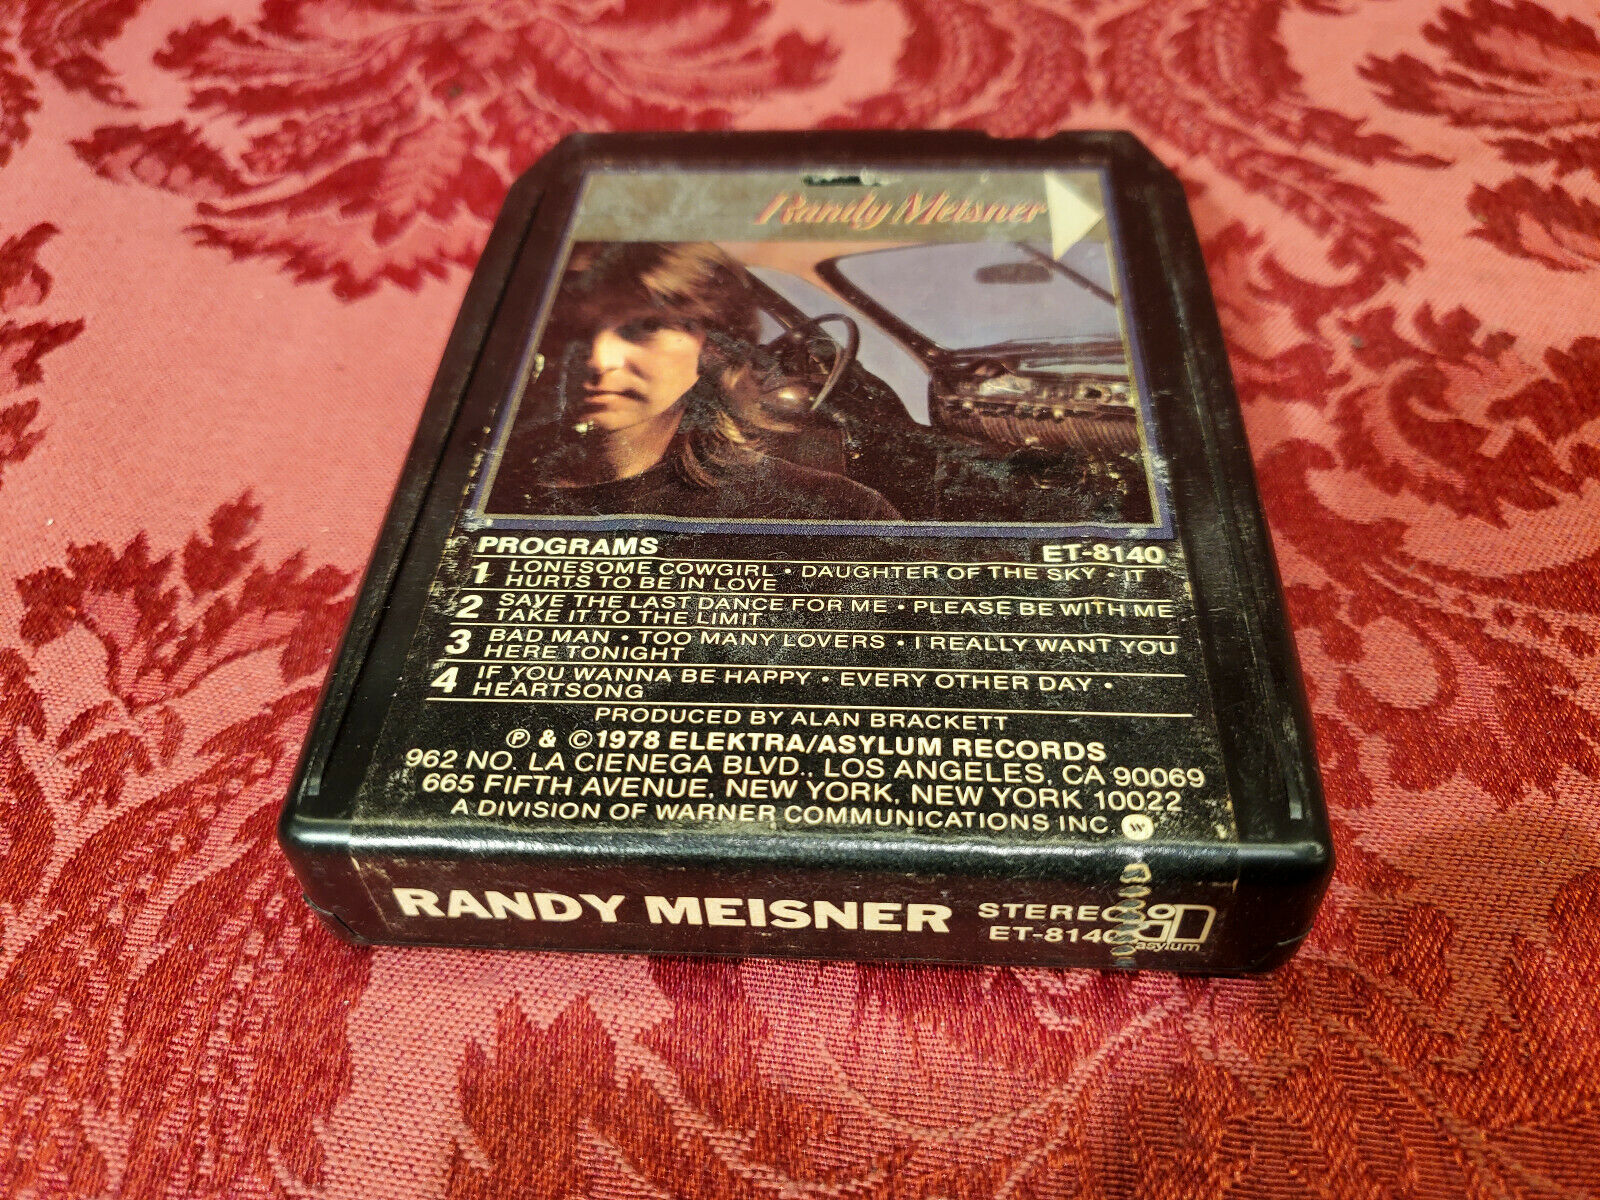 Randy Meisner
PROGRAMS ET-8140
1 LONESOME COWGIRL • DAUGHTER OF THE SKY • IT
HURTS TO BE IN LOVE
2 SAVE THE LAST DANCE FOR ME • PLEASE BE WITH ME
TAKE IT TO THE LIMIT
3 BAD MAN • TOO MANY LOVERS • I REALLY WANT YOU
HERE TONIGHT
4 IF YOU WANNA BE HAPPY • EVERY OTHER DAY •
HEARTSONG
PRODUCED BY ALAN BRACKETT
℗ & ©1978 ELEKTRA/ASYLUM RECORDS
962 NO. LA CIENEGA BLVD., LOS ANGELES, CA 90069
665 FIFTH AVENUE, NEW YORK, NEW YORK 10022
A DIVISION OF WARNER COMMUNICATIONS INC.
RANDY MEISNER STEREO
ET-8140 asylum